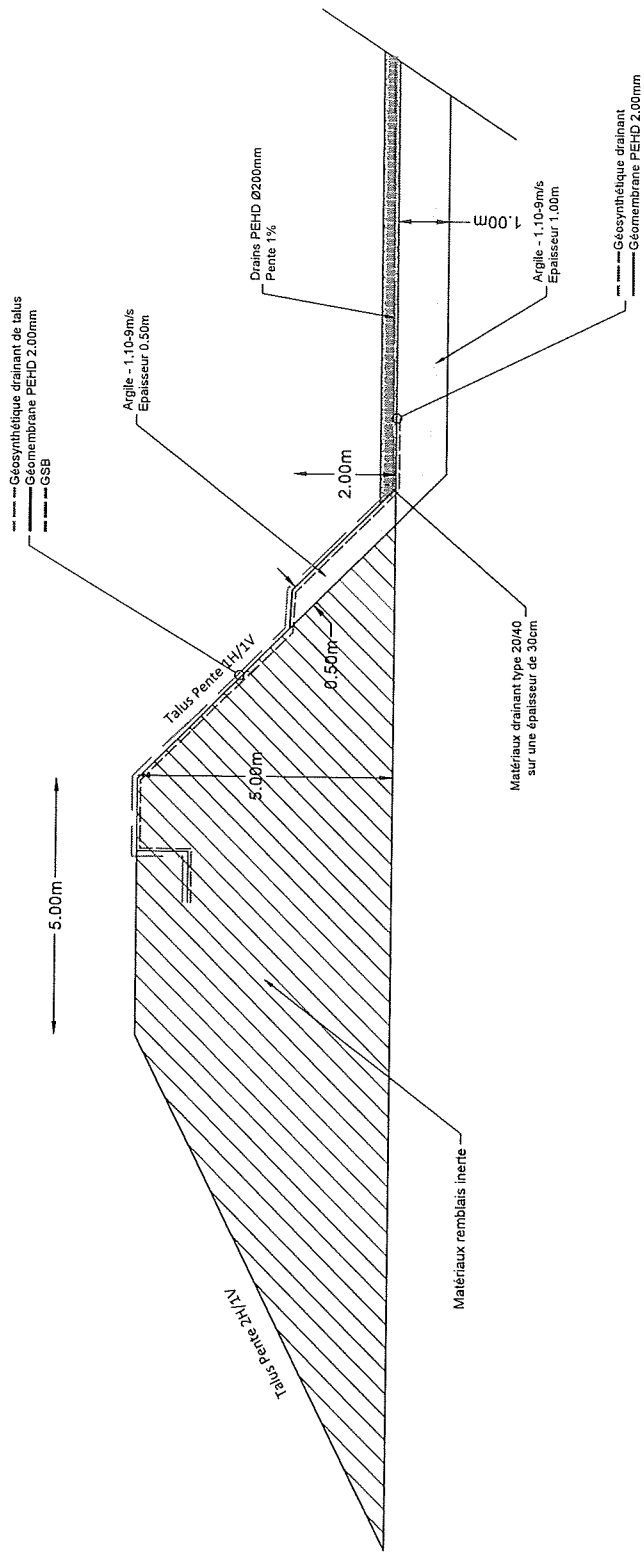 Géosynthétique drainant de talus
Géomembrane PEHD 2.00mm
GSB
Argile - 1.10-9m/s
Epaisseur 0.50m
Drains PEHD Ø200mm
Pente 1%
5.00m
Talus Pente 1H/1V
2.00m
5.00m
0.50m
1.00m
Talus Pente 2H/1V
Matériaux remblais inerte
Matériaux drainant type 20/40
sur une épaisseur de 30cm
Argile - 1.10-9m/s
Epaisseur 1.00m
Géosynthétique drainant
Géomembrane PEHD 2.00mm